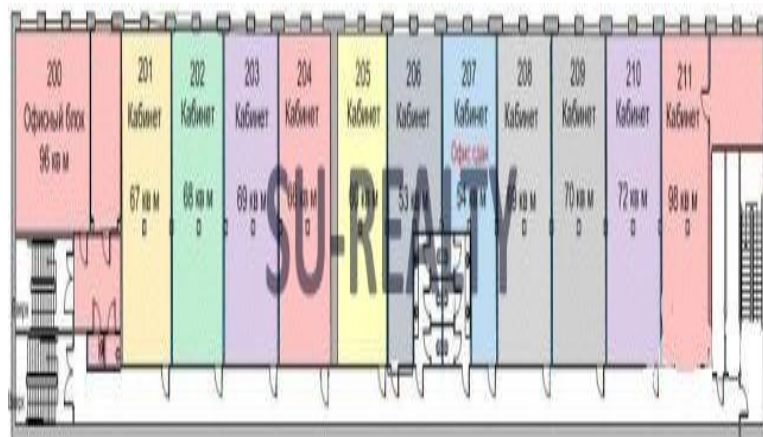 200
Офисный блок
96 кв м
201
Кабинет
67 кв м
202
Кабинет
68 кв м
203
Кабинет
69 кв м
204
Кабинет
205
Кабинет
206
Кабинет
53 кв м
207
Кабинет
Офис сдан
54 кв м
208
Кабинет
209
Кабинет
70 кв м
210
Кабинет
72 кв м
211
Кабинет
98 кв м
SU-REALTY